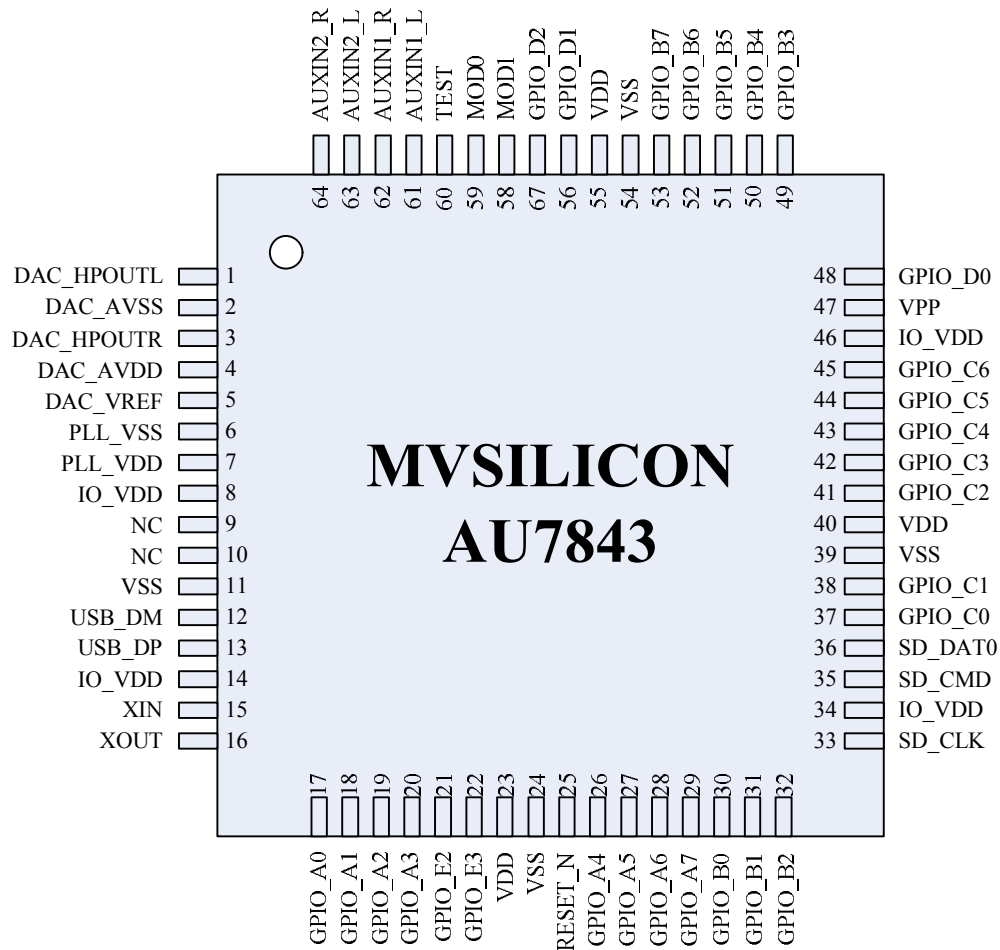 AUXIN2_R
AUXIN2_L
AUXIN1_R
AUXIN1_L
TEST
MOD0
MOD1
GPIO_D2
GPIO_D1
VDD
VSS
GPIO_B7
GPIO_B6
GPIO_B5
GPIO_B4
GPIO_B3
64
63
62
61
60
59
58
67
56
55
54
53
52
51
50
49
DAC_HPOUTL 1
DAC_AVSS 2
DAC_HPOUTR 3
DAC_AVDD 4
DAC_VREF 5
PLL_VSS 6
PLL_VDD 7
IO_VDD 8
NC 9
NC 10
VSS 11
USB_DM 12
USB_DP 13
IO_VDD 14
XIN 15
XOUT 16
MVSILICON
AU7843
48 GPIO_D0
47 VPP
46 IO_VDD
45 GPIO_C6
44 GPIO_C5
43 GPIO_C4
42 GPIO_C3
41 GPIO_C2
40 VDD
39 VSS
38 GPIO_C1
37 GPIO_C0
36 SD_DAT0
35 SD_CMD
34 IO_VDD
33 SD_CLK
17
18
19
20
21
22
23
24
25
26
27
28
29
30
31
32
GPIO_A0
GPIO_A1
GPIO_A2
GPIO_A3
GPIO_E2
GPIO_E3
VDD
VSS
RESET_N
GPIO_A4
GPIO_A5
GPIO_A6
GPIO_A7
GPIO_B0
GPIO_B1
GPIO_B2